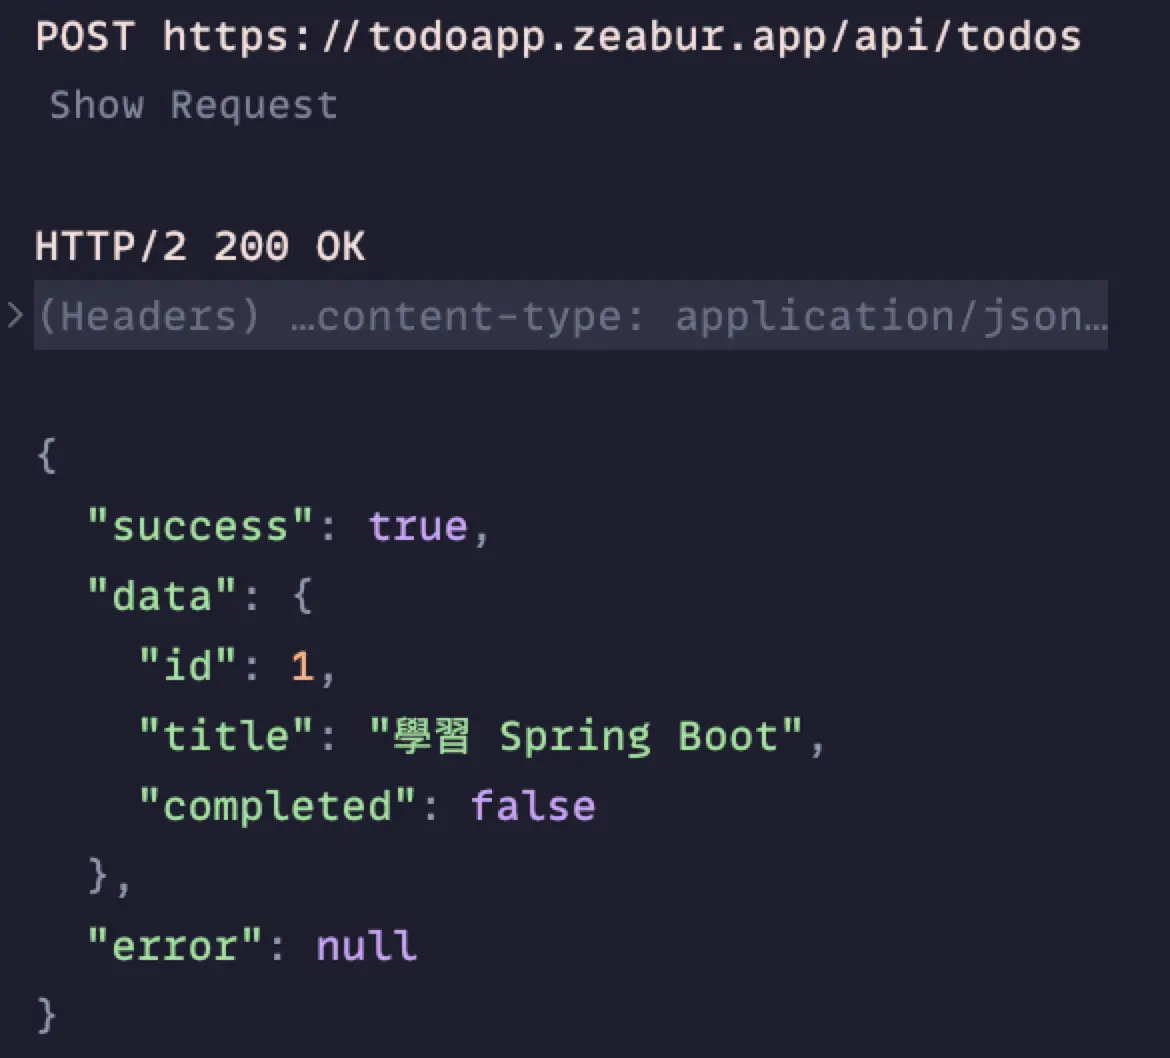 POST https://todoapp.zeabur.app/api/todos
Show Request
HTTP/2 200 OK
(Headers) …content-type: application/json…
{
"success": true,
"data": {
"id": 1,
"title": "學習 Spring Boot",
"completed": false
},
"error": null
}